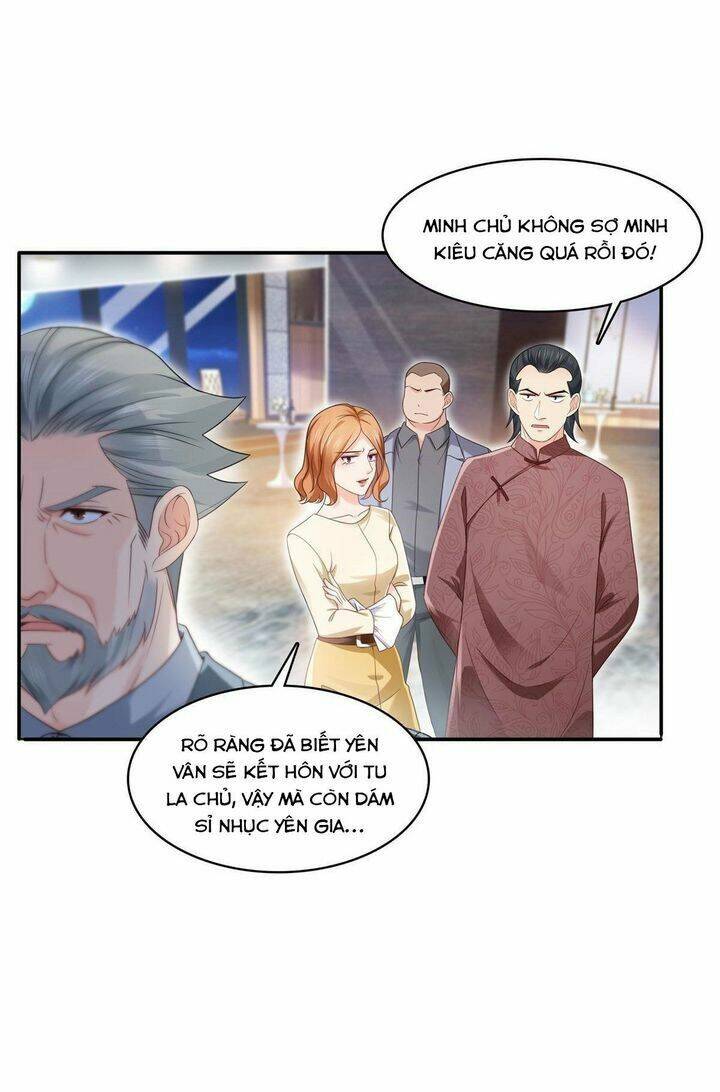 MINH CHỦ KHÔNG SỢ MINH
KIÊU CĂNG QUÁ RỒI ĐÓ!
RÕ RÀNG ĐÃ BIẾT YÊN
VÂN SẼ KẾT HÔN VỚI TU
LA CHỦ, VẬY MÀ CÒN DÁM
SỈ NHỤC YÊN GIA...